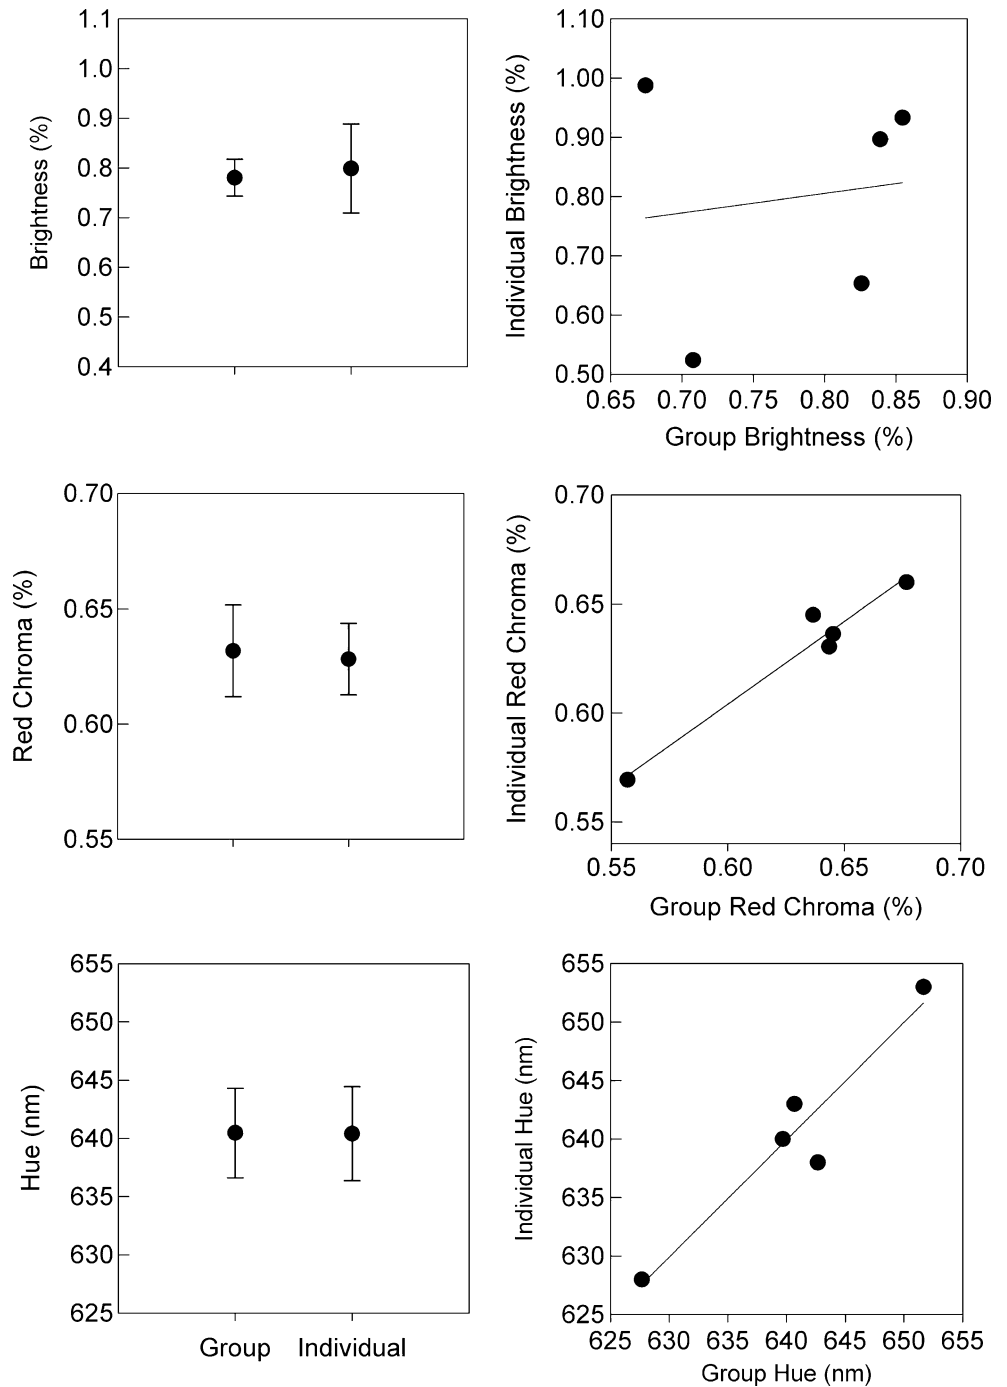 1.1
1.0
0.9
0.8
0.7
0.6
0.5
0.4
Brightness (%)
1.10
1.00
0.90
0.80
0.70
0.60
0.50
Individual Brightness (%)
0.65 0.70 0.75 0.80 0.85 0.90
Group Brightness (%)
0.70
0.65
0.60
0.55
Red Chroma (%)
0.70
0.65
0.60
0.55
Individual Red Chroma (%)
0.55 0.60 0.65 0.70
Group Red Chroma (%)
655
650
645
640
635
630
625
Hue (nm)
Group Individual
655
650
645
640
635
630
625
Individual Hue (nm)
625 630 635 640 645 650 655
Group Hue (nm)